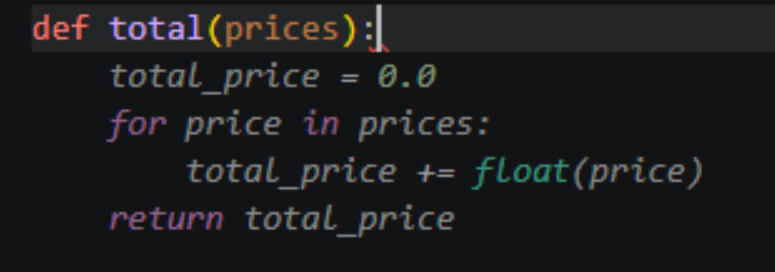 def total(prices):
    total_price = 0.0
    for price in prices:
        total_price += float(price)
    return total_price